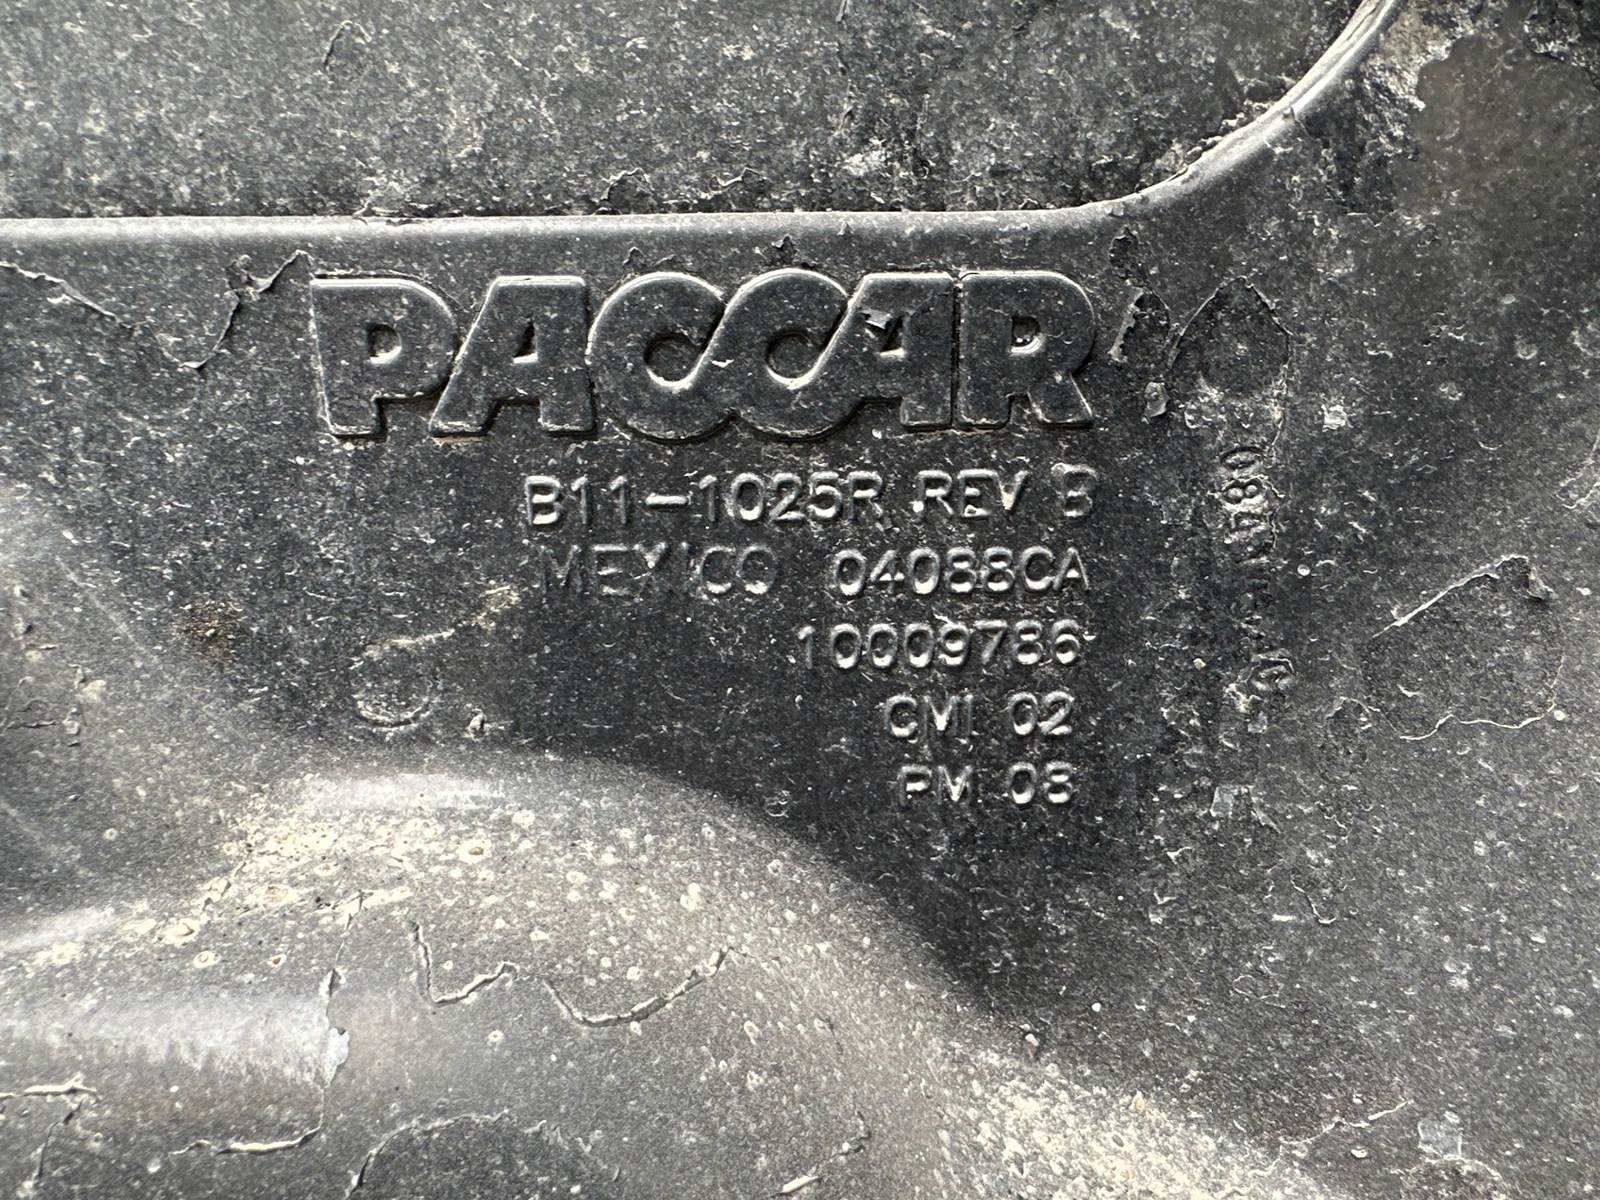 PACCAR
B11-1025R REV B
MEXICO 04088CA
10009786
CMI 02
PM 08